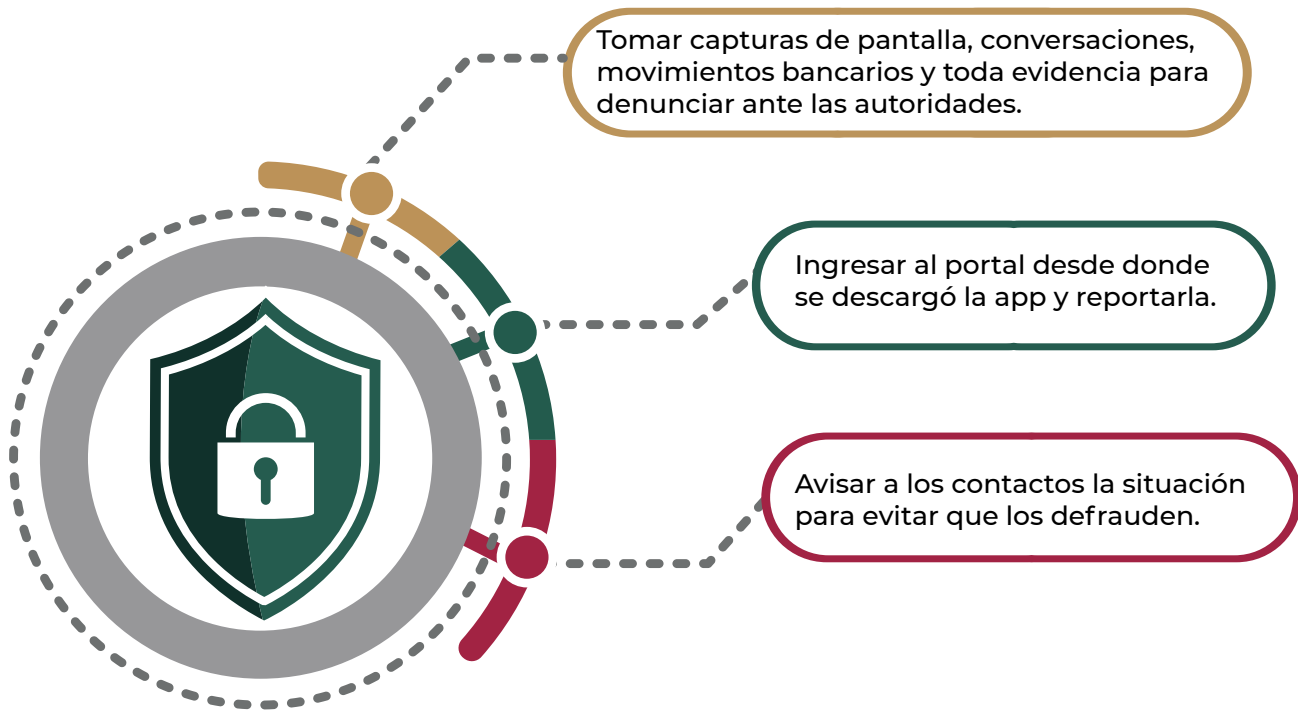 Tomar capturas de pantalla, conversaciones,
movimientos bancarios y toda evidencia para
denunciar ante las autoridades.
Ingresar al portal desde donde
se descargó la app y reportarla.
Avisar a los contactos la situación
para evitar que los defrauden.